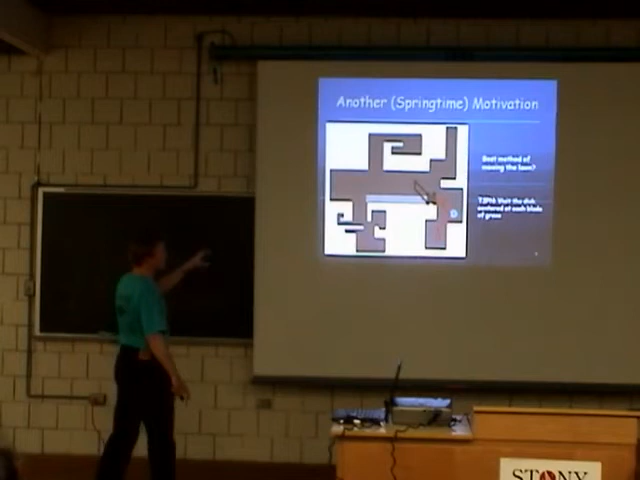 Another (Springtime) Motivation
Best method of
mowing the lawn?
TSPN: Visit the disk
centered at each blade
of grass
STONY